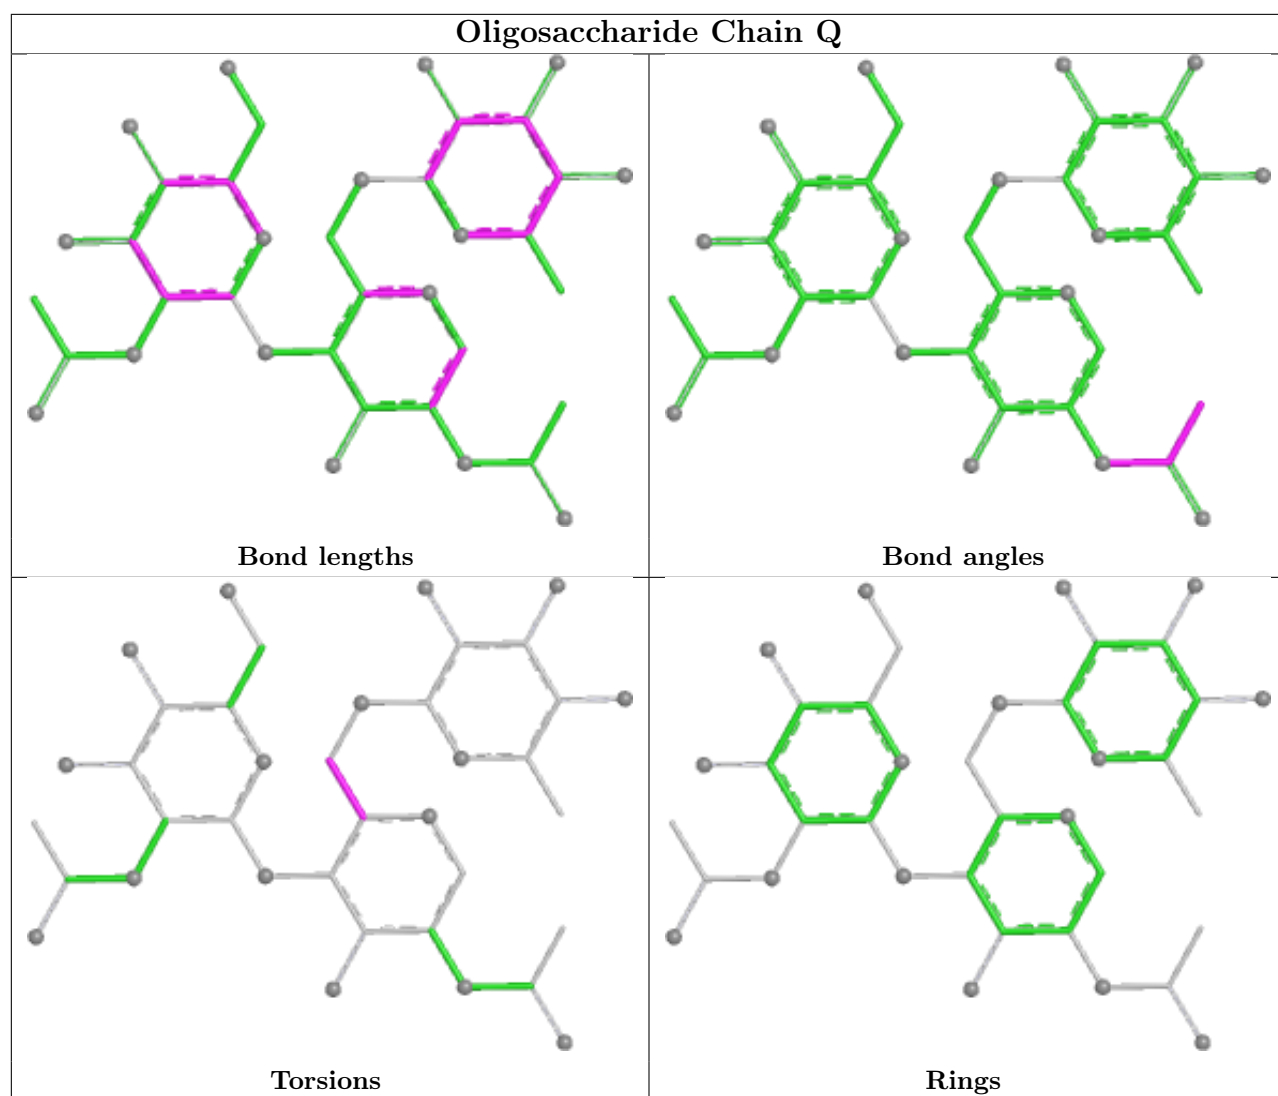 Oligosaccharide Chain Q
Bond lengths
Bond angles
Torsions
Rings